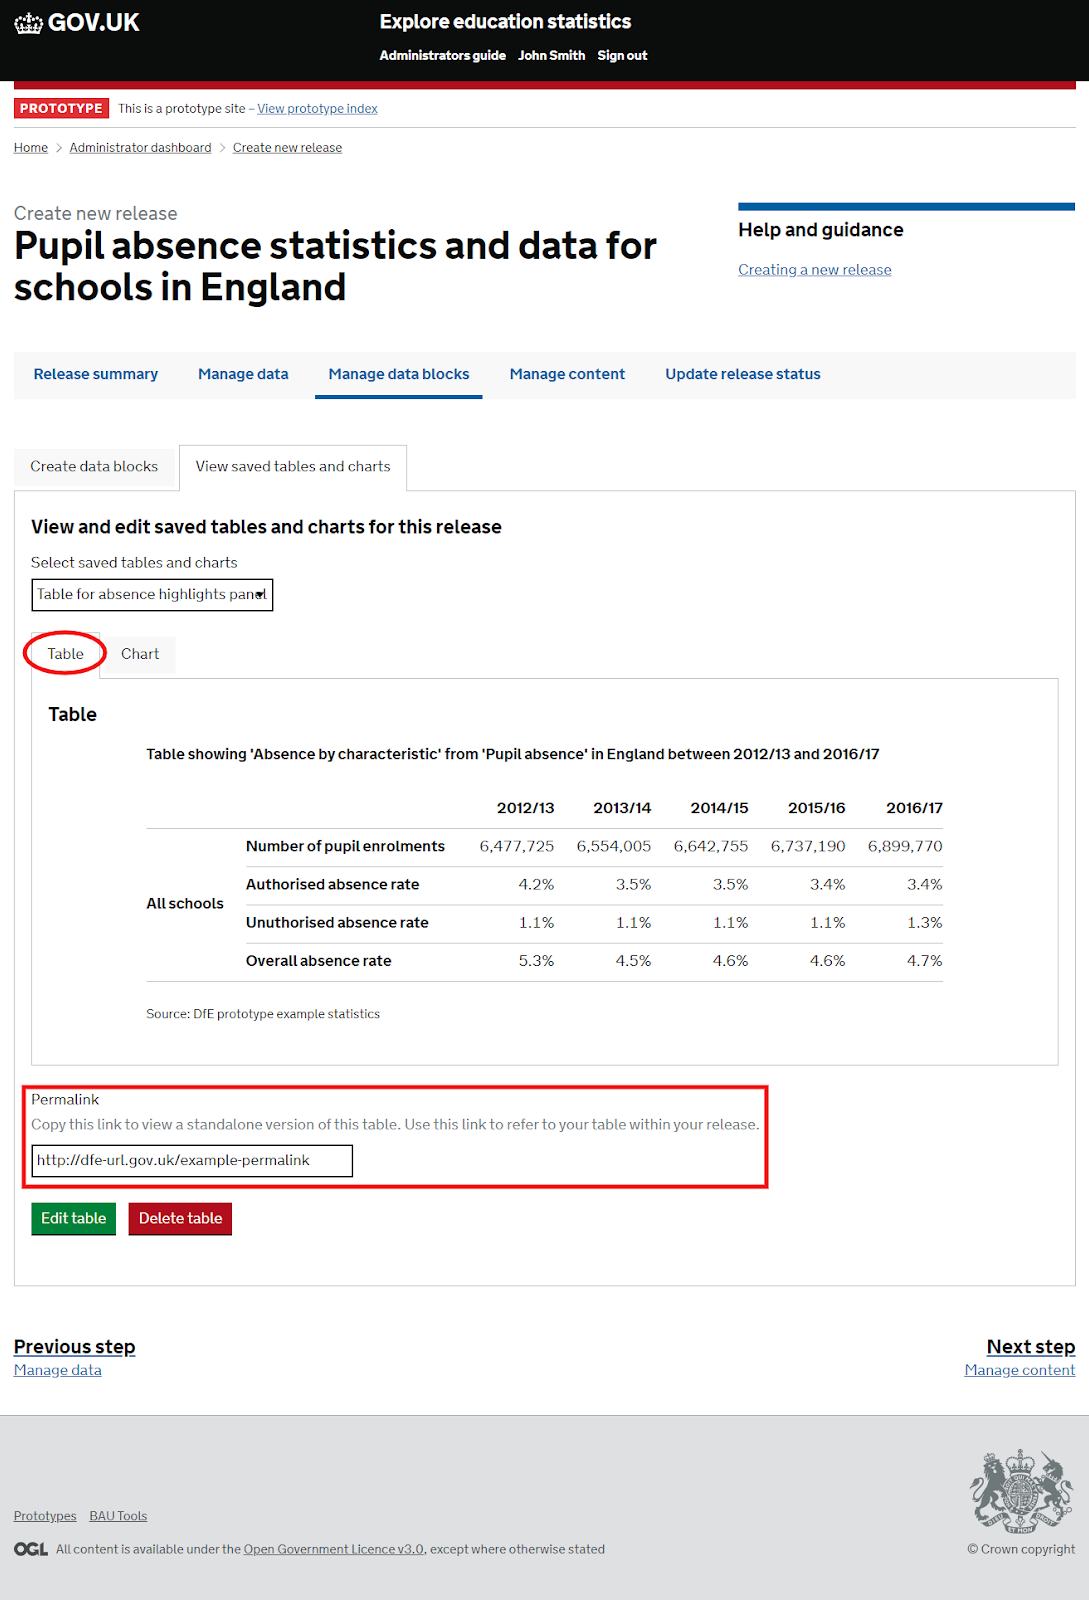 GOV.UK
Explore education statistics
Administrators guide John Smith Sign out
PROTOTYPE This is a prototype site – View prototype index
Home > Administrator dashboard > Create new release
Create new release
Pupil absence statistics and data for
schools in England
Help and guidance
Creating a new release
Release summary Manage data Manage data blocks Manage content Update release status
Create data blocks View saved tables and charts
View and edit saved tables and charts for this release
Select saved tables and charts
Table for absence highlights panel
Table Chart
Table
Table showing 'Absence by characteristic' from 'Pupil absence' in England between 2012/13 and 2016/17
2012/13 2013/14 2014/15 2015/16 2016/17
All schools
Number of pupil enrolments 6,477,725 6,554,005 6,642,755 6,737,190 6,899,770
Authorised absence rate 4.2% 3.5% 3.5% 3.4% 3.4%
Unuthorised absence rate 1.1% 1.1% 1.1% 1.1% 1.3%
Overall absence rate 5.3% 4.5% 4.6% 4.6% 4.7%
Source: DfE prototype example statistics
Permalink
Copy this link to view a standalone version of this table. Use this link to refer to your table within your release.
http://dfe-url.gov.uk/example-permalink
Edit table Delete table
Previous step
Manage data
Next step
Manage content
Prototypes BAU Tools
OGL All content is available under the Open Government Licence v3.0, except where otherwise stated
© Crown copyright